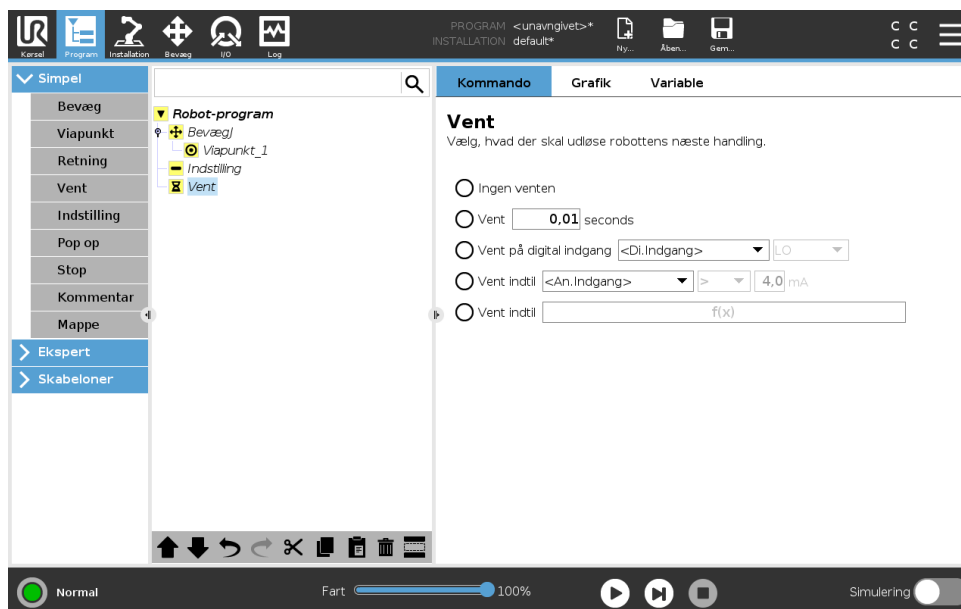 PROGRAM <unavngivet>*
INSTALLATION default*
C C
C C
UR
Kørsel Program Installation Bevæg I/O Log Ny... Åben... Gem...
Simpel
Bevæg
Viapunkt
Retning
Vent
Indstilling
Pop op
Stop
Kommentar
Mappe
Ekspert
Skabeloner
Robot-program
BevægJ
Viapunkt_1
Indstilling
Vent
Kommando Grafik Variable
Vent
Vælg, hvad der skal udløse robottens næste handling.
Ingen venten
Vent 0,01 seconds
Vent på digital indgang <Di.Indgang> LO
Vent indtil <An.Indgang> > 4,0 mA
Vent indtil f(x)
Normal Fart 100% Simulering